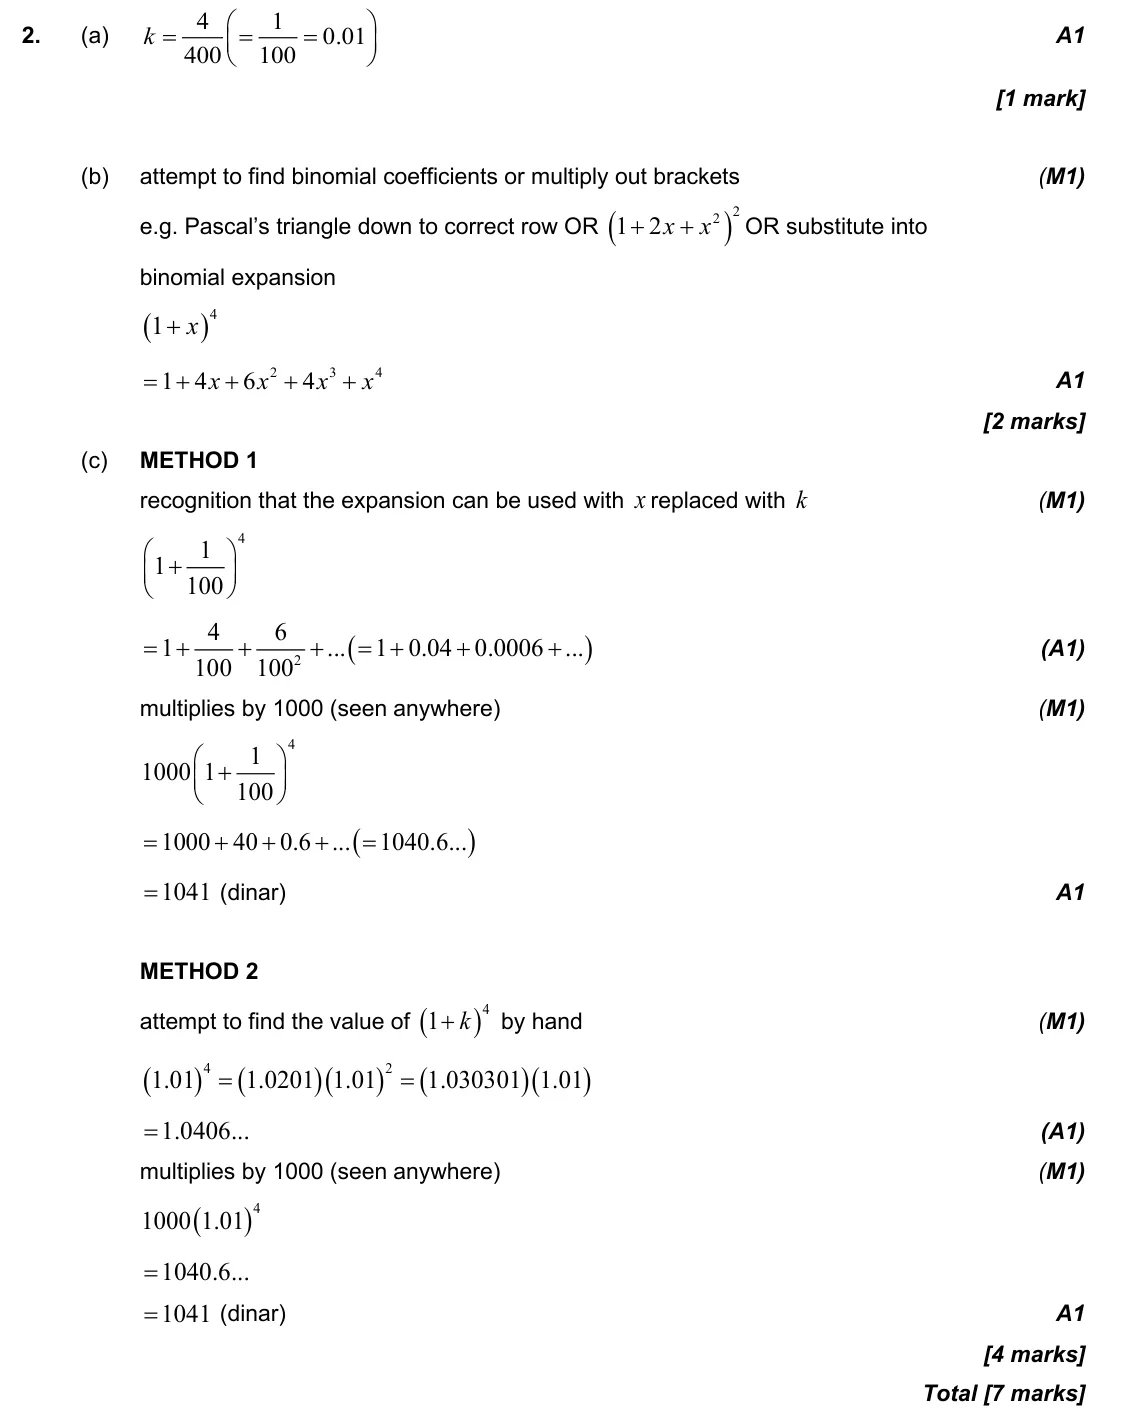 2. (a) k = 4/400 (= 1/100 = 0.01) A1
[1 mark]
(b) attempt to find binomial coefficients or multiply out brackets (M1)
e.g. Pascal's triangle down to correct row OR (1 + 2x + x²)² OR substitute into
binomial expansion
(1 + x)⁴
= 1 + 4x + 6x² + 4x³ + x⁴ A1
[2 marks]
(c) METHOD 1
recognition that the expansion can be used with x replaced with k (M1)
(1 + 1/100)⁴
= 1 + 4/100 + 6/100² + ... (= 1 + 0.04 + 0.0006 + ...) (A1)
multiplies by 1000 (seen anywhere) (M1)
1000(1 + 1/100)⁴
= 1000 + 40 + 0.6 + ... (= 1040.6...)
= 1041 (dinar) A1
METHOD 2
attempt to find the value of (1 + k)⁴ by hand (M1)
(1.01)⁴ = (1.0201)(1.01)² = (1.030301)(1.01)
= 1.0406... (A1)
multiplies by 1000 (seen anywhere) (M1)
1000(1.01)⁴
= 1040.6...
= 1041 (dinar) A1
[4 marks]
Total [7 marks]